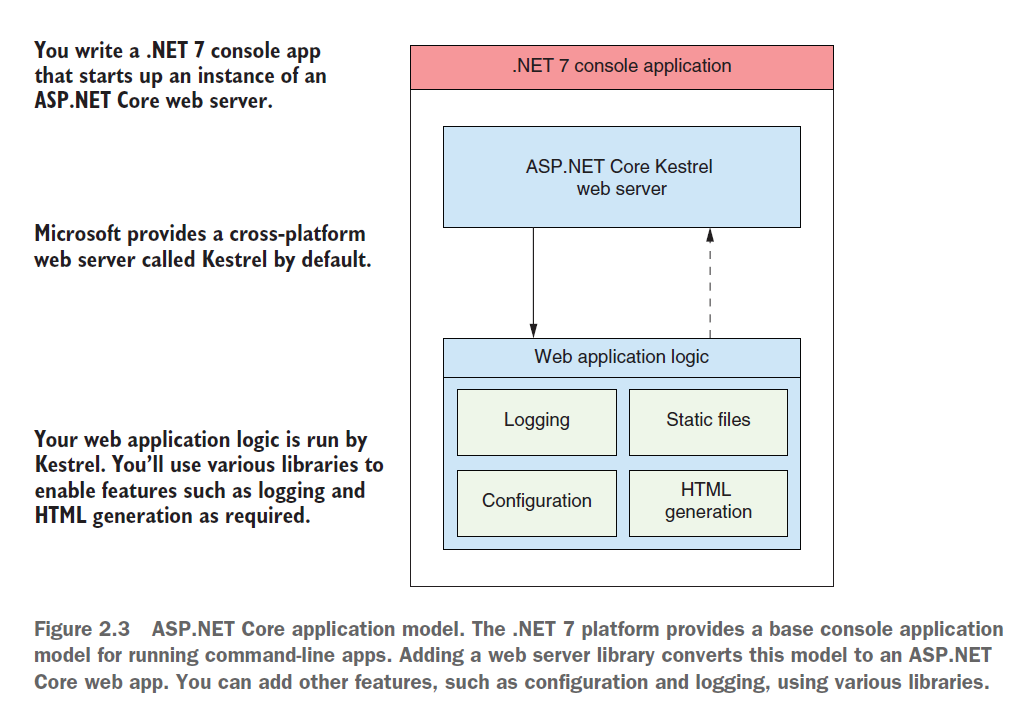 You write a .NET 7 console app
that starts up an instance of an
ASP.NET Core web server.
.NET 7 console application
ASP.NET Core Kestrel
web server
Microsoft provides a cross-platform
web server called Kestrel by default.
Web application logic
Logging
Static files
Your web application logic is run by
Kestrel. You’ll use various libraries to
enable features such as logging and
HTML generation as required.
Configuration
HTML
generation
Figure 2.3 ASP.NET Core application model. The .NET 7 platform provides a base console application
model for running command-line apps. Adding a web server library converts this model to an ASP.NET
Core web app. You can add other features, such as configuration and logging, using various libraries.